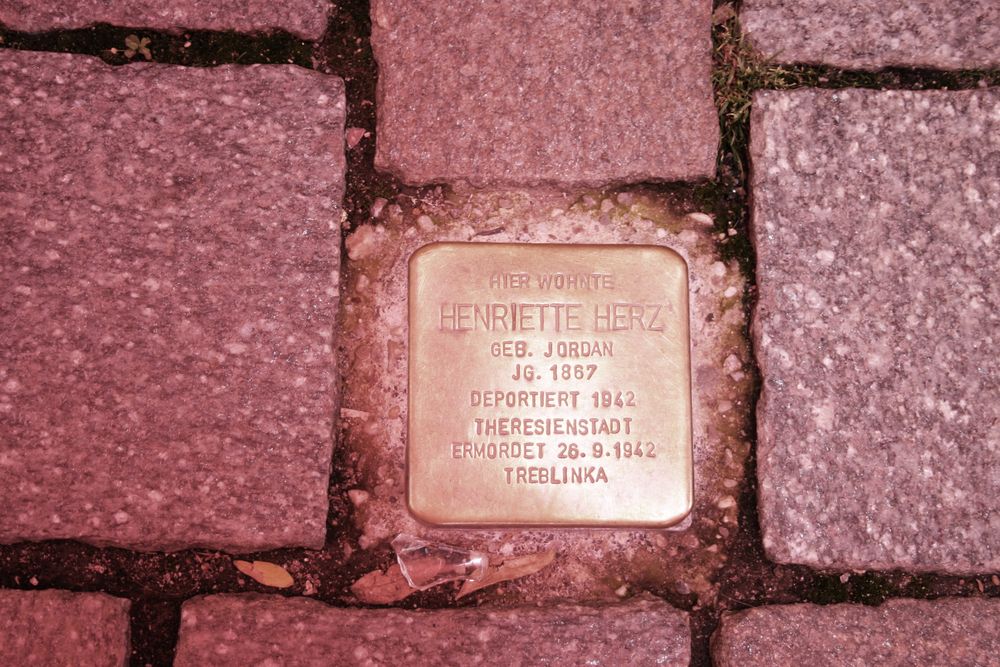 HIER WOHNTE
HENRIETTE HERZ
GEB. JORDAN
JG. 1867
DEPORTIERT 1942
THERESIENSTADT
ERMORDET 26.9.1942
TREBLINKA